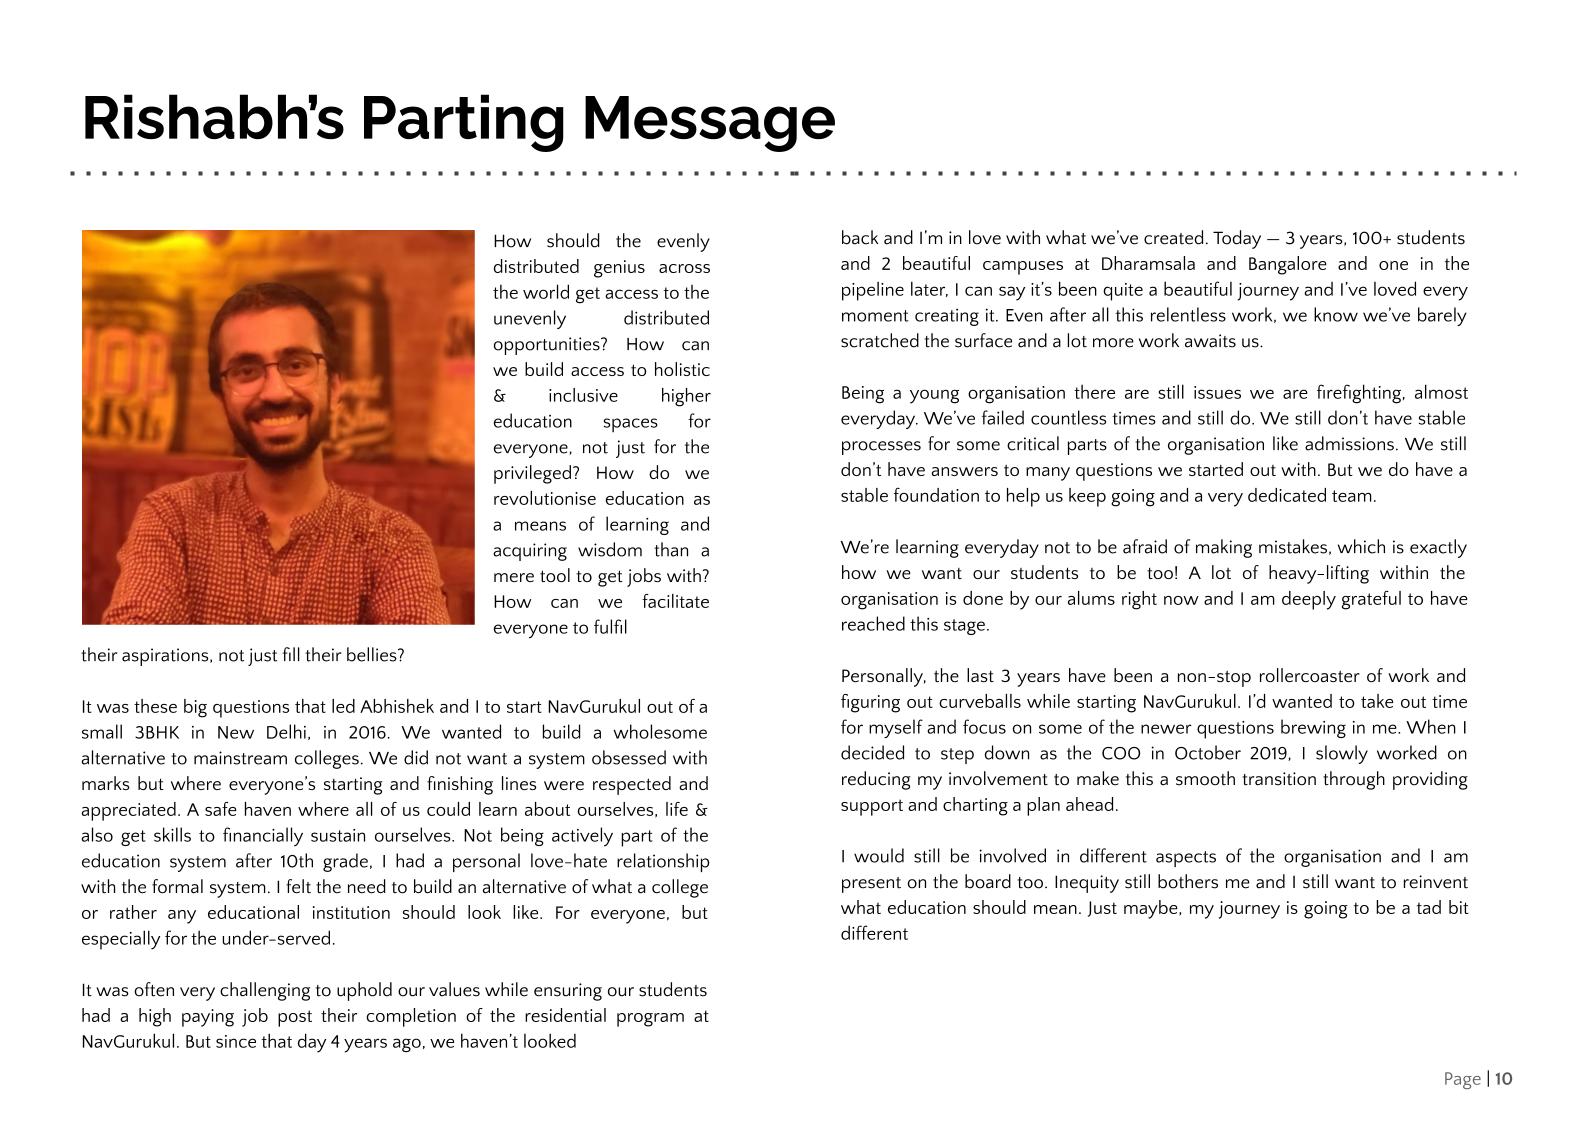 Rishabh's Parting Message
How should the evenly
distributed genius across
the world get access to the
unevenly distributed
opportunities? How can
we build access to holistic
& inclusive higher
education spaces for
everyone, not just for the
privileged? How do we
revolutionise education as
a means of learning and
acquiring wisdom than a
mere tool to get jobs with?
How can we facilitate
everyone to fulfil
their aspirations, not just fill their bellies?
It was these big questions that led Abhishek and I to start NavGurukul out of a
small 3BHK in New Delhi, in 2016. We wanted to build a wholesome
alternative to mainstream colleges. We did not want a system obsessed with
marks but where everyone's starting and finishing lines were respected and
appreciated. A safe haven where all of us could learn about ourselves, life &
also get skills to financially sustain ourselves. Not being actively part of the
education system after 10th grade, I had a personal love-hate relationship
with the formal system. I felt the need to build an alternative of what a college
or rather any educational institution should look like. For everyone, but
especially for the under-served.
It was often very challenging to uphold our values while ensuring our students
had a high paying job post their completion of the residential program at
NavGurukul. But since that day 4 years ago, we haven't looked
back and I'm in love with what we've created. Today — 3 years, 100+ students
and 2 beautiful campuses at Dharamsala and Bangalore and one in the
pipeline later, I can say it's been quite a beautiful journey and I've loved every
moment creating it. Even after all this relentless work, we know we've barely
scratched the surface and a lot more work awaits us.
Being a young organisation there are still issues we are firefighting, almost
everyday. We've failed countless times and still do. We still don't have stable
processes for some critical parts of the organisation like admissions. We still
don't have answers to many questions we started out with. But we do have a
stable foundation to help us keep going and a very dedicated team.
We're learning everyday not to be afraid of making mistakes, which is exactly
how we want our students to be too! A lot of heavy-lifting within the
organisation is done by our alums right now and I am deeply grateful to have
reached this stage.
Personally, the last 3 years have been a non-stop rollercoaster of work and
figuring out curveballs while starting NavGurukul. I'd wanted to take out time
for myself and focus on some of the newer questions brewing in me. When I
decided to step down as the COO in October 2019, I slowly worked on
reducing my involvement to make this a smooth transition through providing
support and charting a plan ahead.
I would still be involved in different aspects of the organisation and I am
present on the board too. Inequity still bothers me and I still want to reinvent
what education should mean. Just maybe, my journey is going to be a tad bit
different
Page | 10